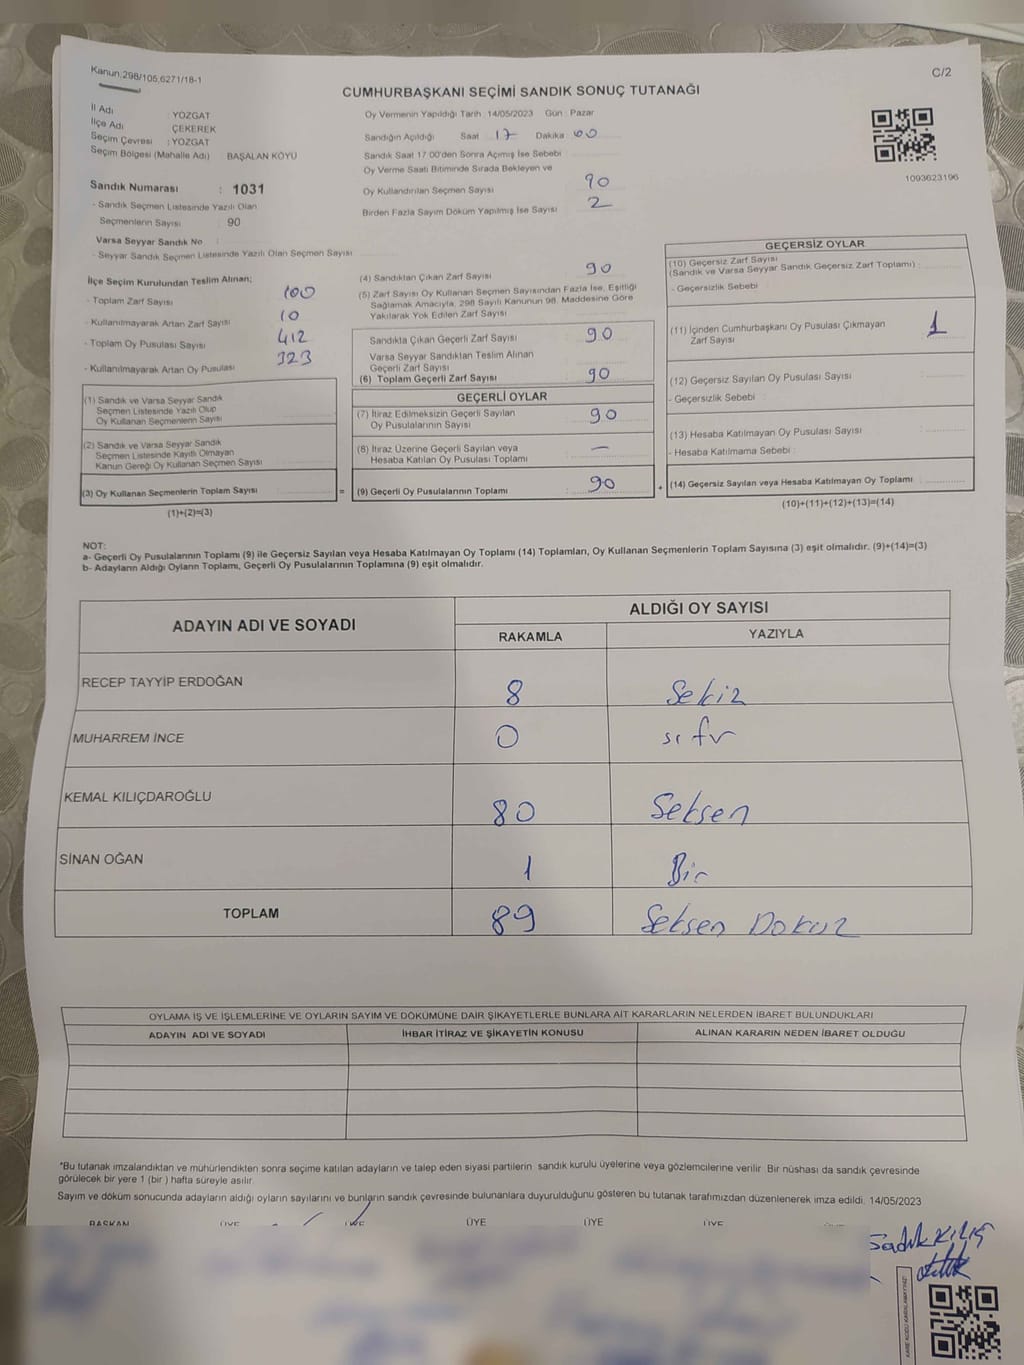 Kanun;298/105,6271/18-1
C/2
CUMHURBAŞKANI SEÇİMİ SANDIK SONUÇ TUTANAĞI
İl Adı : YOZGAT
İlçe Adı : ÇEKEREK
Seçim Çevresi : YOZGAT
Seçim Bölgesi (Mahalle Adı) : BAŞALAN KÖYÜ
Sandık Numarası : 1031
- Sandık Seçmen Listesinde Yazılı Olan
Seçmenlerin Sayısı : 90
Varsa Seyyar Sandık No :
- Seyyar Sandık Seçmen Listesinde Yazılı Olan Seçmen Sayısı
Oy Vermenin Yapıldığı Tarih :14/05/2023 Gün : Pazar
Sandığın Açıldığı Saat 17 Dakika 00
Sandık Saat 17:00'den Sonra Açımış İse Sebebi
Oy Verme Saati Bitiminde Sırada Bekleyen ve
Oy Kullandırılan Seçmen Sayısı 90
Birden Fazla Sayım Döküm Yapılmış İse Sayısı 2
1093623196
İlçe Seçim Kurulundan Teslim Alınan;
- Toplam Zarf Sayısı 100
- Kullanılmayarak Artan Zarf Sayısı 10
- Toplam Oy Pusulası Sayısı 412
- Kullanılmayarak Artan Oy Pusulası 323
(1) Sandık ve Varsa Seyyar Sandık
Seçmen Listesinde Yazılı Olup
Oy Kullanan Seçmenlerin Sayısı
(2) Sandık ve Varsa Seyyar Sandık
Seçmen Listesinde Kayıtlı Olmayan
Kanun Gereği Oy Kullanan Seçmen Sayısı
(3) Oy Kullanan Seçmenlerin Toplam Sayısı =
(1)+(2)=(3)
(4) Sandıktan Çıkan Zarf Sayısı 90
(5) Zarf Sayısı Oy Kullanan Seçmen Sayısından Fazla İse, Eşitliği
Sağlamak Amacıyla, 298 Sayılı Kanunun 98. Maddesine Göre
Yakılarak Yok Edilen Zarf Sayısı
Sandıkta Çıkan Geçerli Zarf Sayısı 90
Varsa Seyyar Sandıktan Teslim Alınan
Geçerli Zarf Sayısı
(6) Toplam Geçerli Zarf Sayısı 90
GEÇERLİ OYLAR
(7) İtiraz Edilmeksizin Geçerli Sayılan
Oy Pusulalarının Sayısı 90
(8) İtiraz Üzerine Geçerli Sayılan veya
Hesaba Katılan Oy Pusulası Toplamı —
(9) Geçerli Oy Pusulalarının Toplamı : 90 +
GEÇERSİZ OYLAR
(10) Geçersiz Zarf Sayısı
(Sandık ve Varsa Seyyar Sandık Geçersiz Zarf Toplamı) :
- Geçersizlik Sebebi
(11) İçinden Cumhurbaşkanı Oy Pusulası Çıkmayan
Zarf Sayısı 1
(12) Geçersiz Sayılan Oy Pusulası Sayısı
- Geçersizlik Sebebi :
(13) Hesaba Katılmayan Oy Pusulası Sayısı
- Hesaba Katılmama Sebebi :
(14) Geçersiz Sayılan veya Hesaba Katılmayan Oy Toplamı
(10)+(11)+(12)+(13)=(14)
NOT:
a- Geçerli Oy Pusulalarının Toplamı (9) ile Geçersiz Sayılan veya Hesaba Katılmayan Oy Toplamı (14) Toplamları, Oy Kullanan Seçmenlerin Toplam Sayısına (3) eşit olmalıdır. (9)+(14)=(3)
b- Adayların Aldığı Oyların Toplamı, Geçerli Oy Pusulalarının Toplamına (9) eşit olmalıdır.
ADAYIN ADI VE SOYADI ALDIĞI OY SAYISI
RAKAMLA YAZIYLA
RECEP TAYYİP ERDOĞAN 8 Sekiz
MUHARREM İNCE 0 sıfır
KEMAL KILIÇDAROĞLU 80 Seksen
SİNAN OĞAN 1 Bir
TOPLAM 89 Seksen Dokuz
OYLAMA İŞ VE İŞLEMLERİNE VE OYLARIN SAYIM VE DÖKÜMÜNE DAİR ŞİKAYETLERLE BUNLARA AİT KARARLARIN NELERDEN İBARET BULUNDUKLARI
ADAYIN ADI VE SOYADI İHBAR İTİRAZ VE ŞİKAYETİN KONUSU ALINAN KARARIN NEDEN İBARET OLDUĞU
*Bu tutanak imzalandıktan ve mühürlendikten sonra seçime katılan adayların ve talep eden siyasi partilerin sandık kurulu üyelerine veya gözlemcilerine verilir. Bir nüshası da sandık çevresinde
görülecek bir yere 1 (bir) hafta süreyle asılır.
Sayım ve döküm sonucunda adayların aldığı oyların sayılarını ve bunların sandık çevresinde bulunanlara duyurulduğunu gösteren bu tutanak tarafımızdan düzenlenerek imza edildi. 14/05/2023
BAŞKAN ÜYE ÜYE ÜYE ÜYE ÜYE
Sadık KILIÇ
KARE KODU KARALAMAYINIZ!